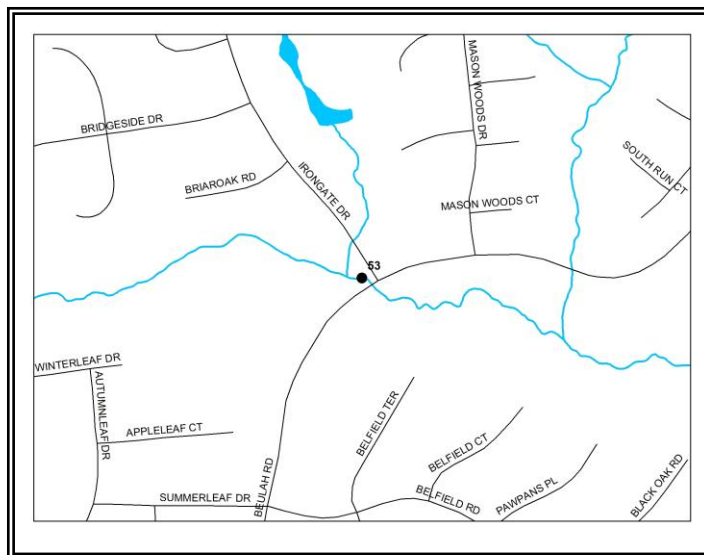 MASON WOODS DR
BRIDGESIDE DR
SOUTH RUN CT
BRIAROAK RD
IRONGATE DR
MASON WOODS CT
53
WINTERLEAF DR
AUTUMNLEAF DR
APPLELEAF CT
BELFIELD TER
BELFIELD CT
BEULAH RD
SUMMERLEAF DR
BELFIELD RD
PAWPANS PL
BLACK OAK RD